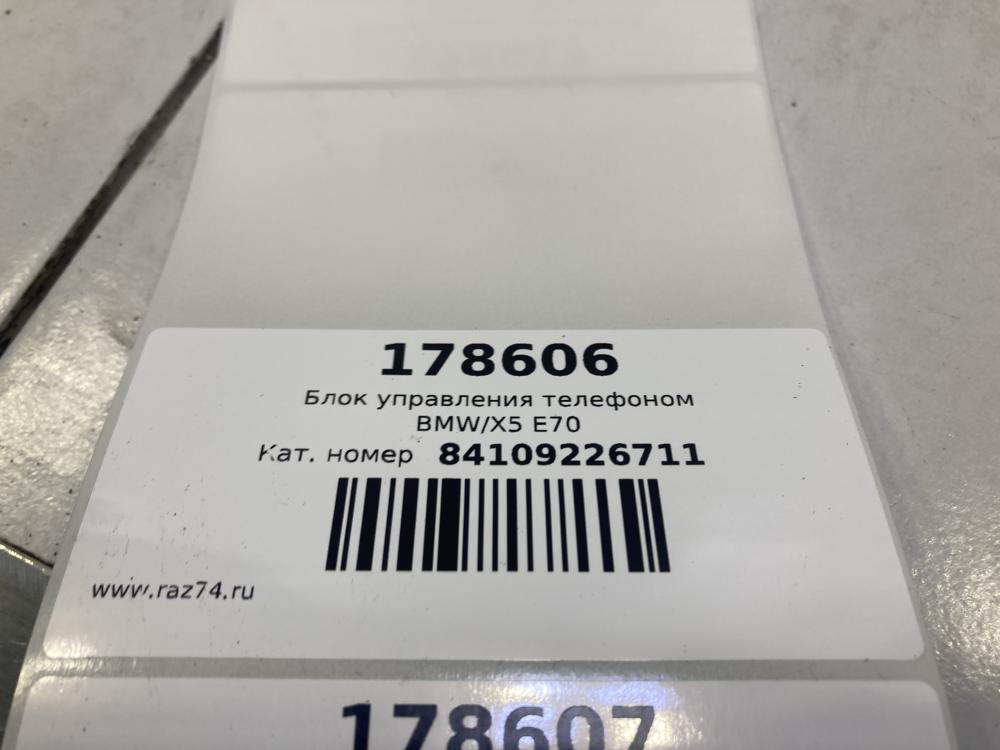 178606
Блок управления телефоном
BMW/X5 E70
Кат. номер 84109226711
www.raz74.ru
178607